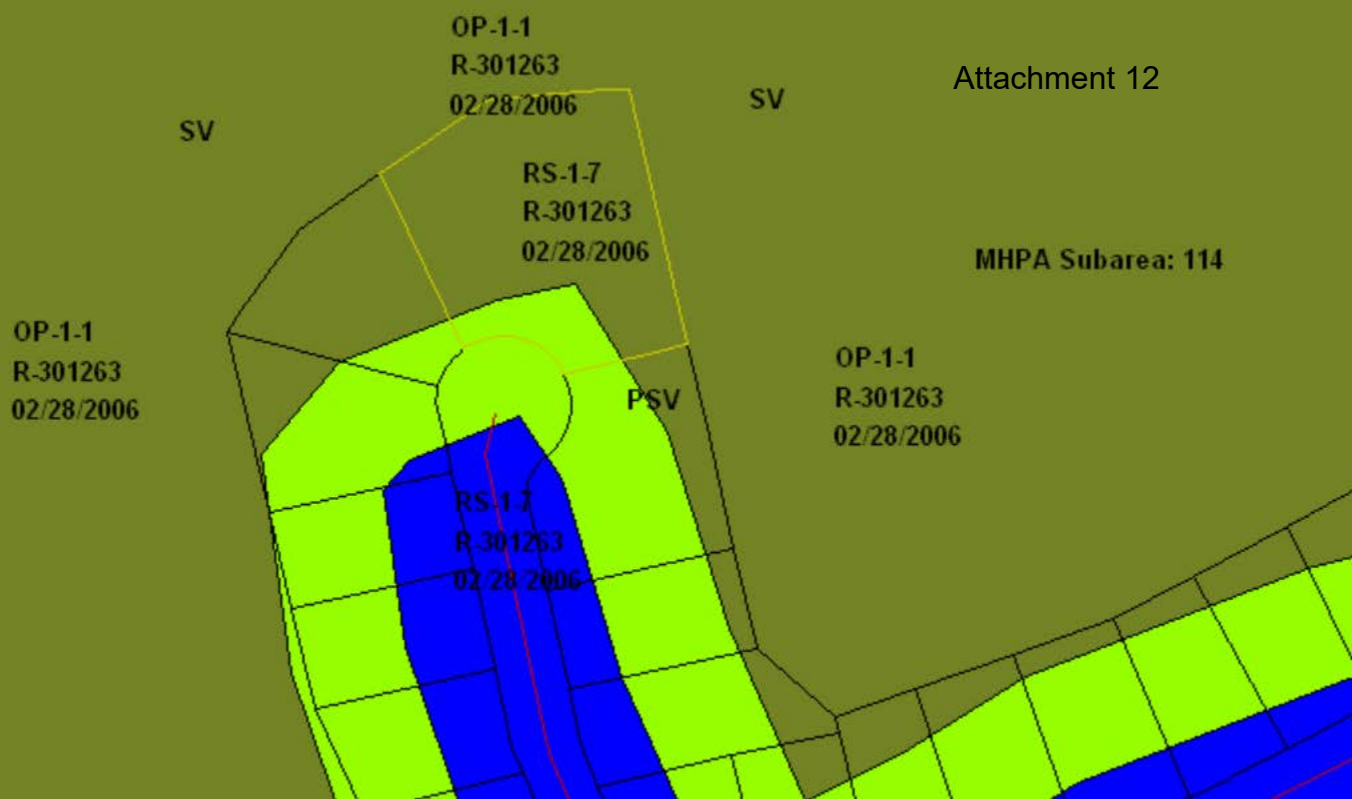 OP-1-1
R-301263
02/28/2006
Attachment 12
SV
SV
RS-1-7
R-301263
02/28/2006
MHPA Subarea: 114
OP-1-1
R-301263
02/28/2006
OP-1-1
R-301263
02/28/2006
PSV
RS-1-7
R-301263
02/28/2006